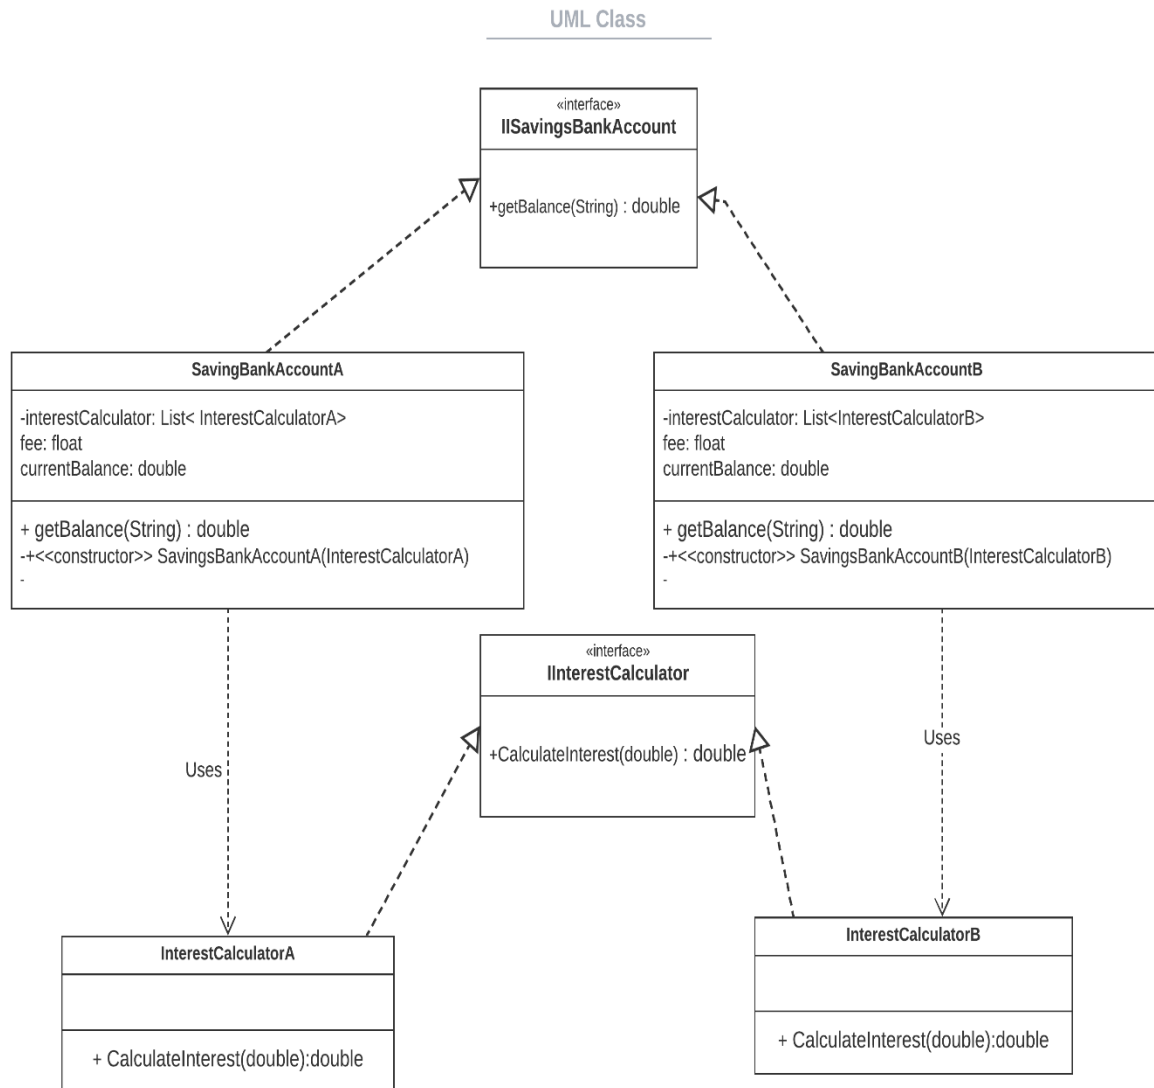 UML Class
«interface»
IISavingsBankAccount
+getBalance(String) : double
SavingBankAccountA
-interestCalculator: List< InterestCalculatorA>
fee: float
currentBalance: double
+ getBalance(String) : double
-+<<constructor>> SavingsBankAccountA(InterestCalculatorA)
-
SavingBankAccountB
-interestCalculator: List<InterestCalculatorB>
fee: float
currentBalance: double
+ getBalance(String) : double
-+<<constructor>> SavingsBankAccountB(InterestCalculatorB)
-
«interface»
IInterestCalculator
+CalculateInterest(double) : double
Uses
Uses
InterestCalculatorA
+ CalculateInterest(double):double
InterestCalculatorB
+ CalculateInterest(double):double